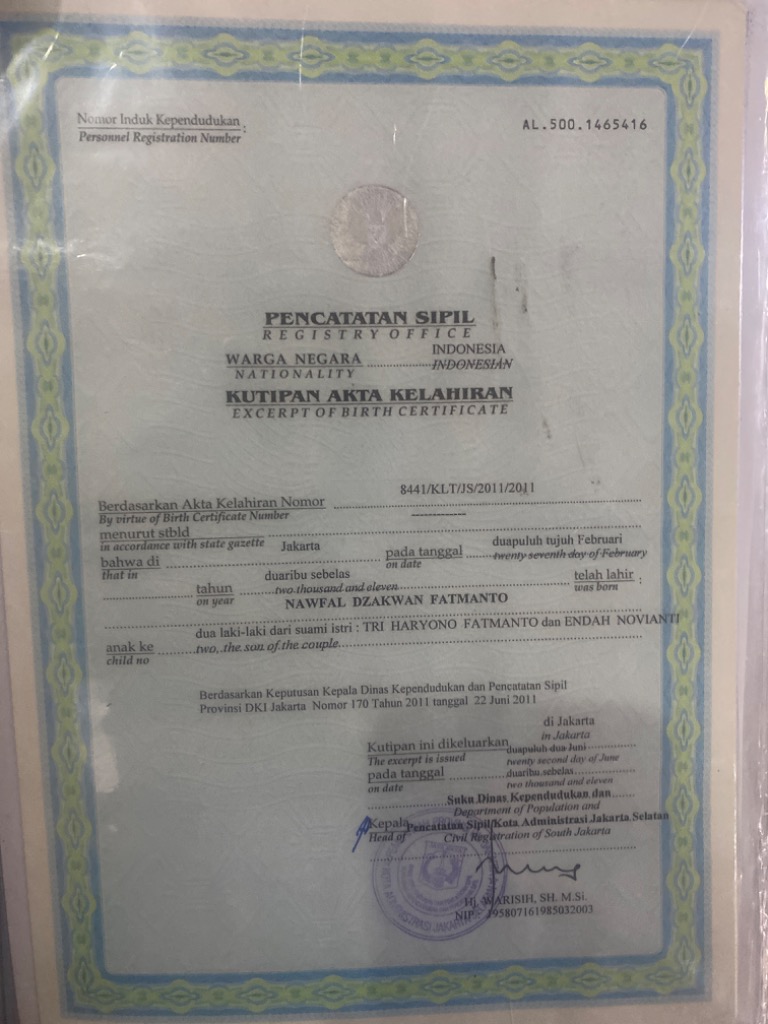 Nomor Induk Kependudukan :
Personnel Registration Number
AL.500.1465416
PENCATATAN SIPIL
REGISTRY OFFICE
WARGA NEGARA INDONESIA
NATIONALITY INDONESIAN
KUTIPAN AKTA KELAHIRAN
EXCERPT OF BIRTH CERTIFICATE
Berdasarkan Akta Kelahiran Nomor 8441/KLT/JS/2011/2011
By virtue of Birth Certificate Number
menurut stbld ----------
in accordance with state gazette
bahwa di Jakarta pada tanggal duapuluh tujuh Februari
that in on date twenty seventh day of February
tahun duaribu sebelas telah lahir :
on year two thousand and eleven was born
NAWFAL DZAKWAN FATMANTO
anak ke dua laki-laki dari suami istri : TRI HARYONO FATMANTO dan ENDAH NOVIANTI
child no two, the son of the couple
Berdasarkan Keputusan Kepala Dinas Kependudukan dan Pencatatan Sipil
Provinsi DKI Jakarta Nomor 170 Tahun 2011 tanggal 22 Juni 2011
di Jakarta
in Jakarta
Kutipan ini dikeluarkan duapuluh dua Juni
The excerpt is issued twenty second day of June
pada tanggal duaribu sebelas
on date two thousand and eleven
Suku Dinas Kependudukan dan
Department of Population and
Kepala Pencatatan Sipil Kota Administrasi Jakarta Selatan
Head of Civil Registration of South Jakarta
Hj. WARISIH, SH. M.Si.
NIP 195807161985032003